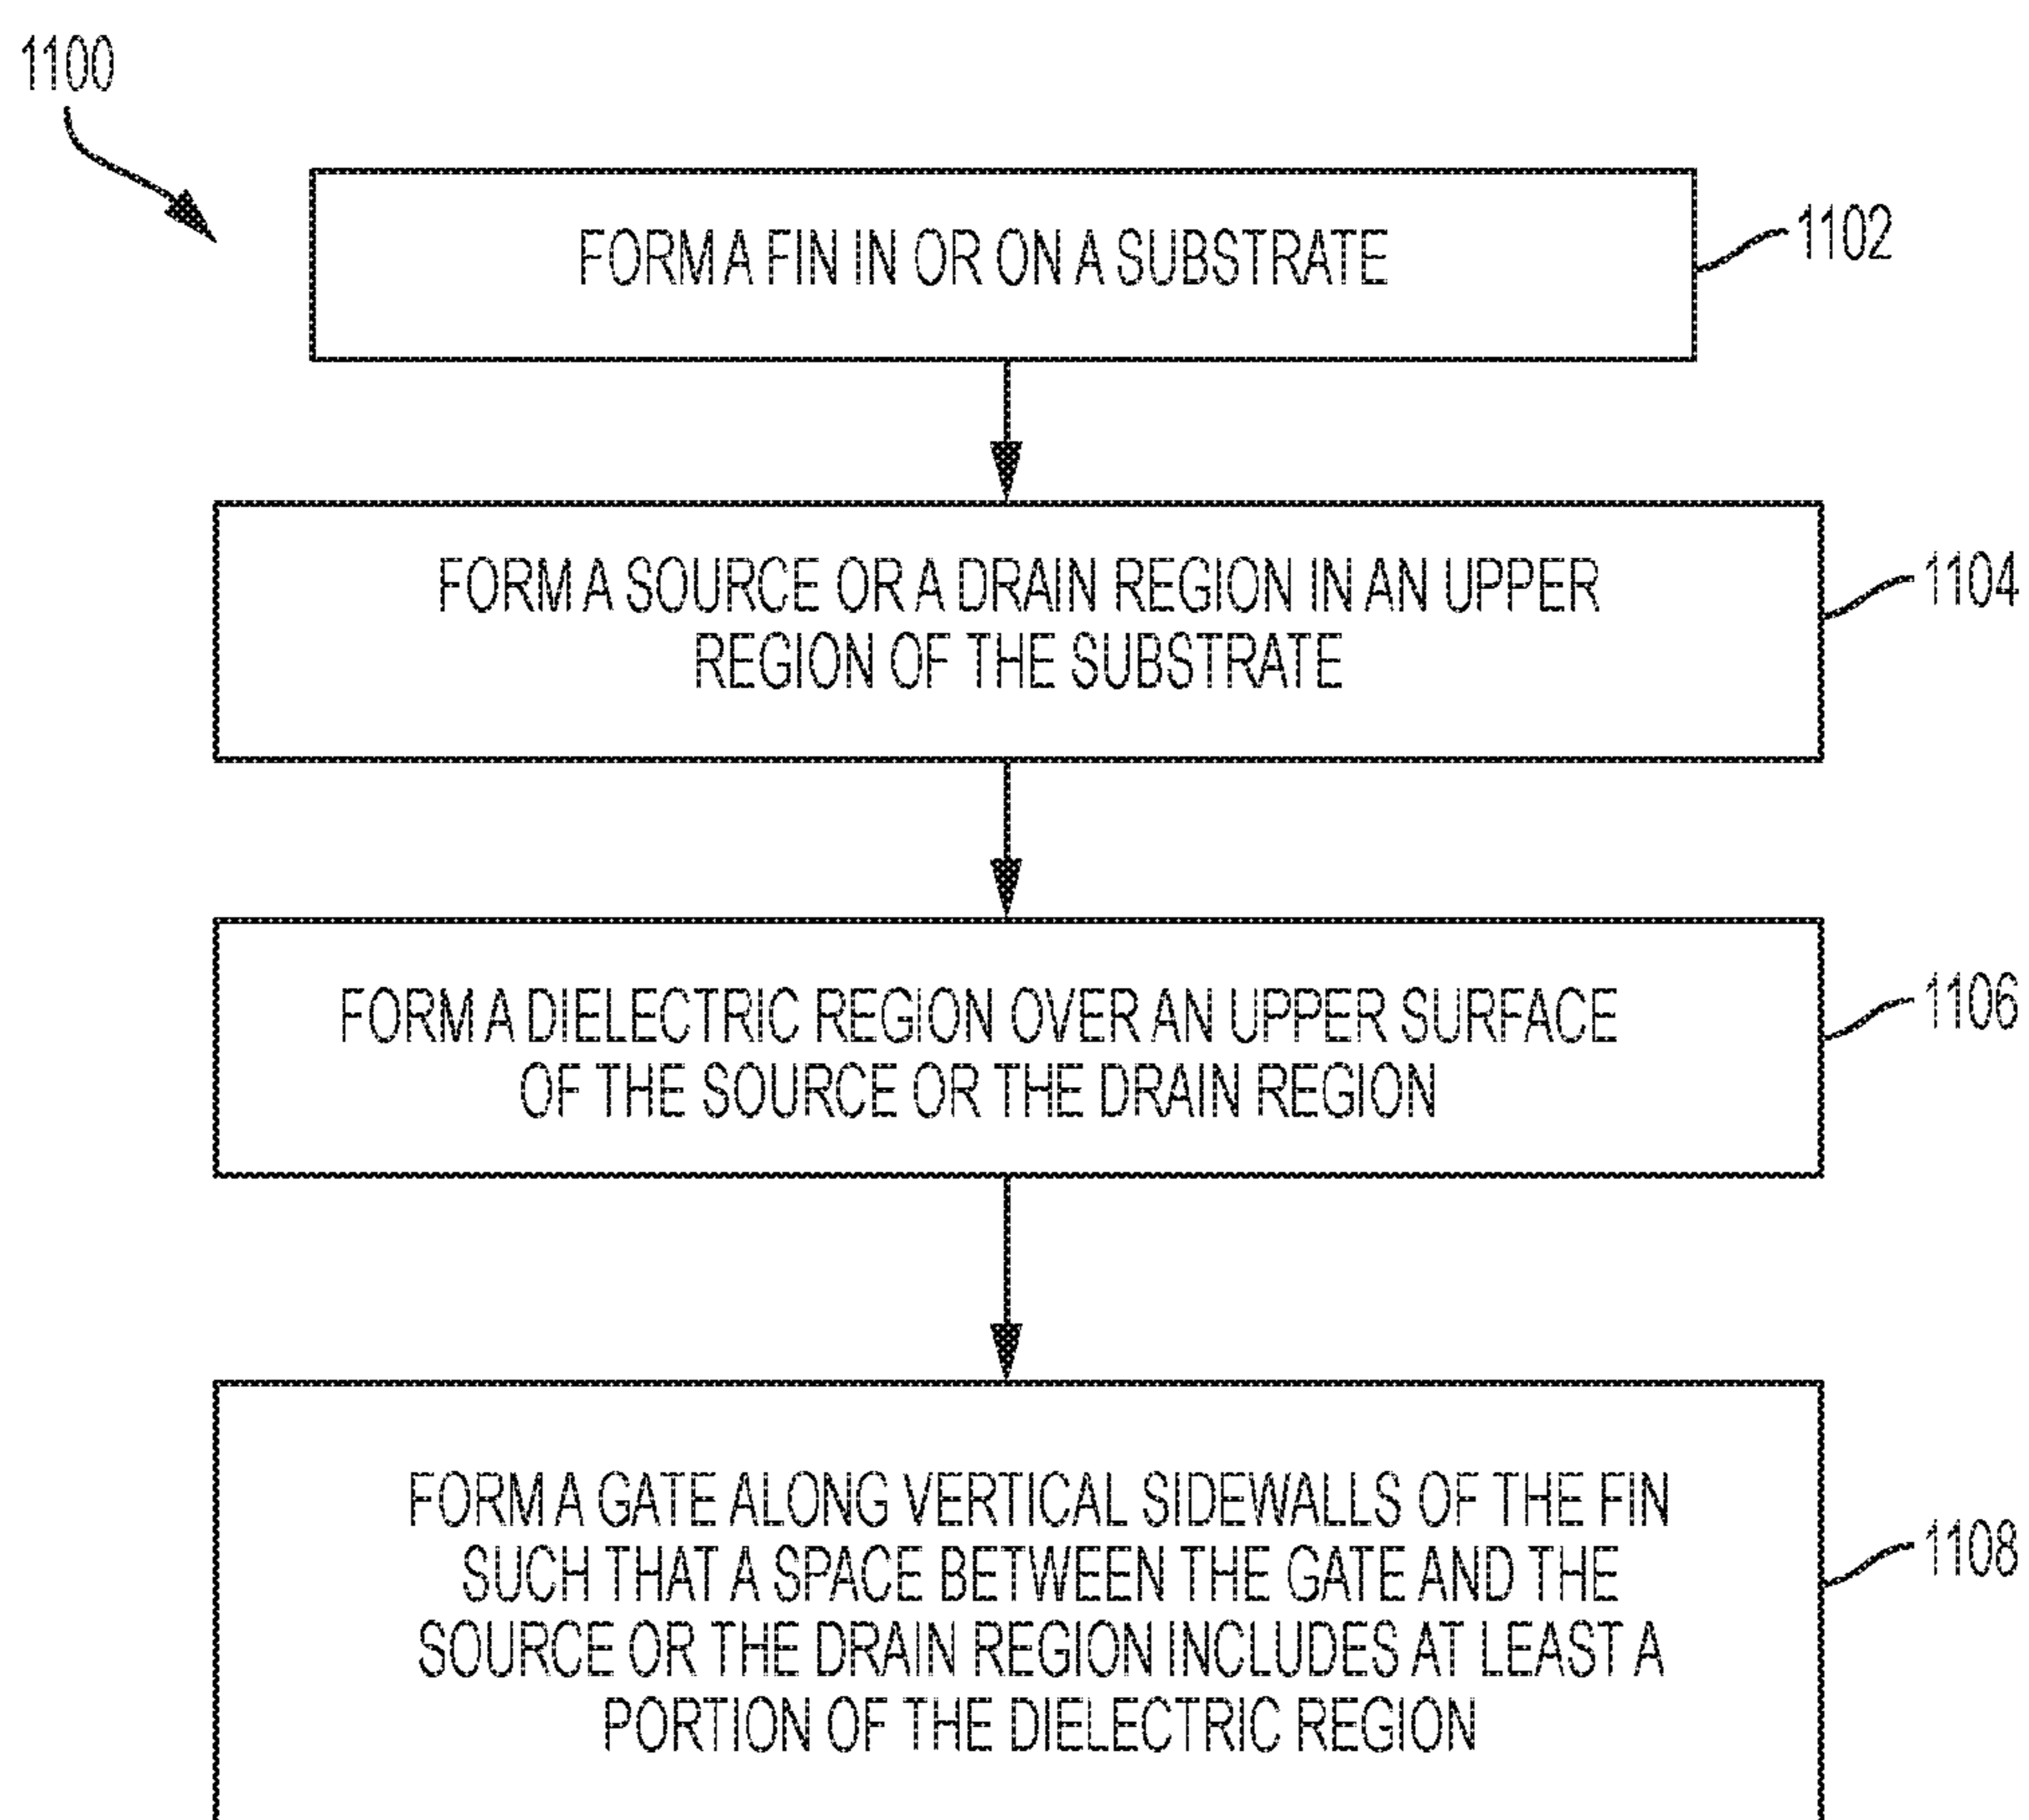 1100
FORM A FIN IN OR ON A SUBSTRATE
1102
FORM A SOURCE OR A DRAIN REGION IN AN UPPER
REGION OF THE SUBSTRATE
1104
FORM A DIELECTRIC REGION OVER AN UPPER SURFACE
OF THE SOURCE OR THE DRAIN REGION
1106
FORM A GATE ALONG VERTICAL SIDEWALLS OF THE FIN
SUCH THAT A SPACE BETWEEN THE GATE AND THE
SOURCE OR THE DRAIN REGION INCLUDES AT LEAST A
PORTION OF THE DIELECTRIC REGION
1108